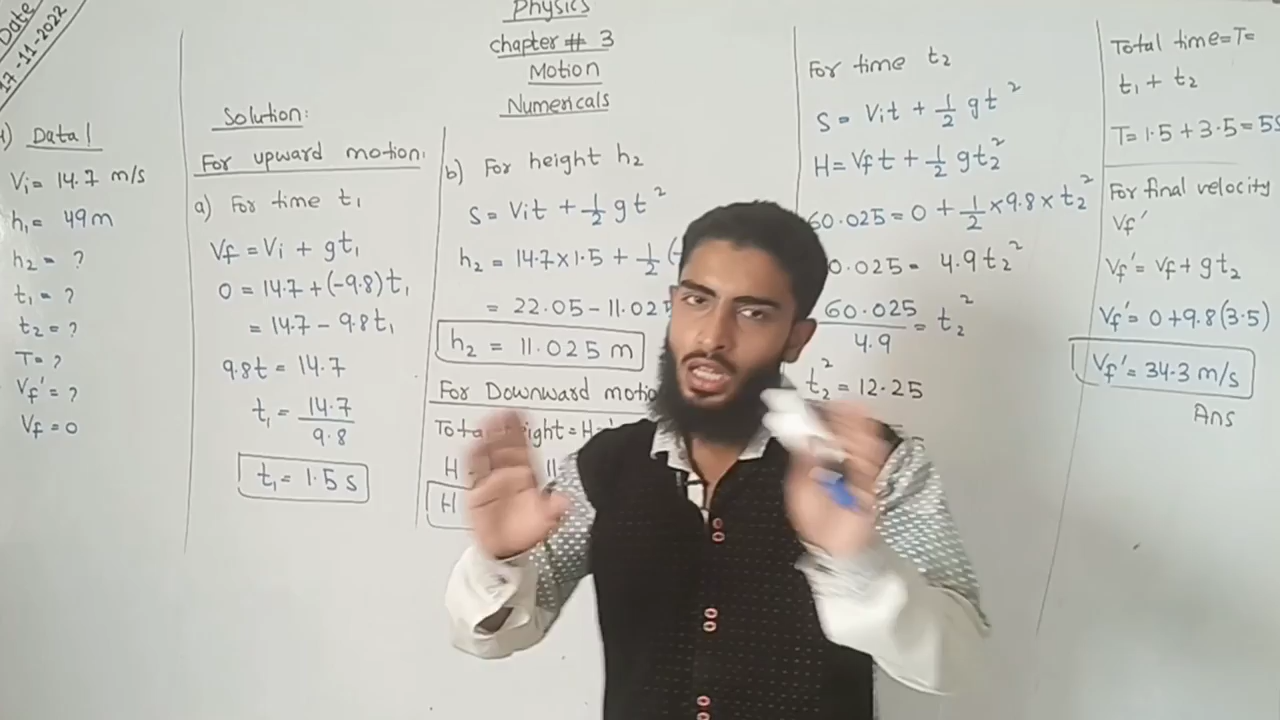 Date
17-11-2022
Physics
chapter # 3
Motion
Numericals
Data!
Vi = 14.7 m/s
h₁ = 49m
h₂ = ?
t₁ = ?
t₂ = ?
T = ?
Vf' = ?
Vf = 0
Solution:
For upward motion:
a) For time t₁
Vf = Vi + gt₁
0 = 14.7 + (-9.8)t₁
= 14.7 - 9.8t₁
9.8t = 14.7
t₁ = 14.7
9.8
t₁ = 1.5 s
b) For height h₂
S = Vit + ½ gt²
h₂ = 14.7x1.5 + ½ (-
= 22.05 - 11.025
h₂ = 11.025 m
For Downward motio
Total height = H =
H
11
H
For time t₂
S = Vit + ½ gt²
H = Vft + ½ gt₂²
60.025 = 0 + ½ x 9.8 x t₂²
0.025 = 4.9t₂²
60.025 = t₂²
4.9
t₂² = 12.25
Total time = T =
t₁ + t₂
T = 1.5 + 3.5 = 5s
For final velocity
Vf'
Vf' = Vf + gt₂
Vf' = 0 + 9.8(3.5)
Vf' = 34.3 m/s
Ans